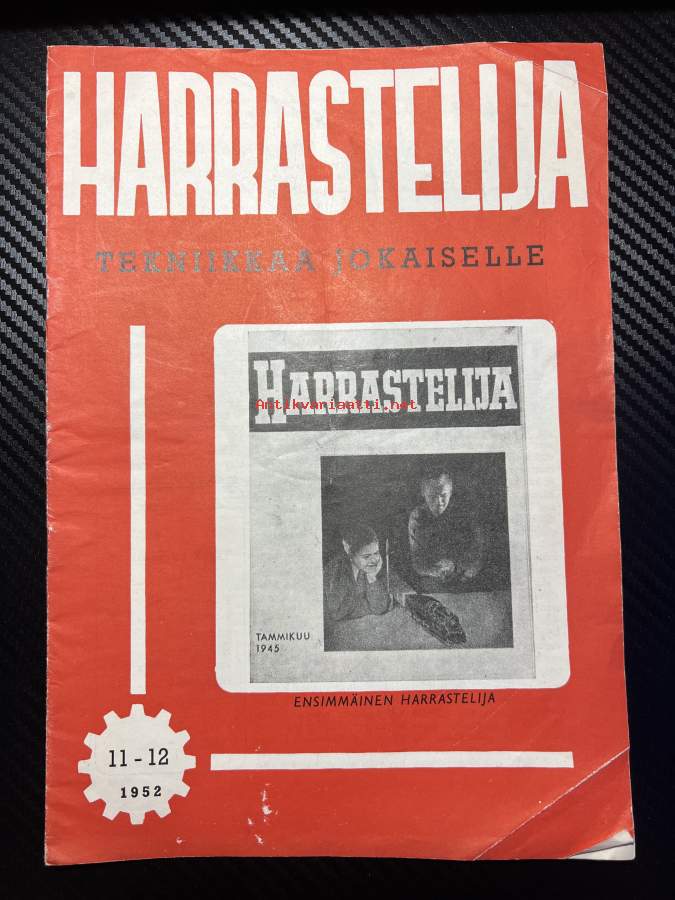 HARRASTELIJA
TEKNIIKKAA JOKAISELLE
HARRASTELIJA
Antikvariaatti.net
TAMMIKUU
1945
ENSIMMÄINEN HARRASTELIJA
11-12
1952